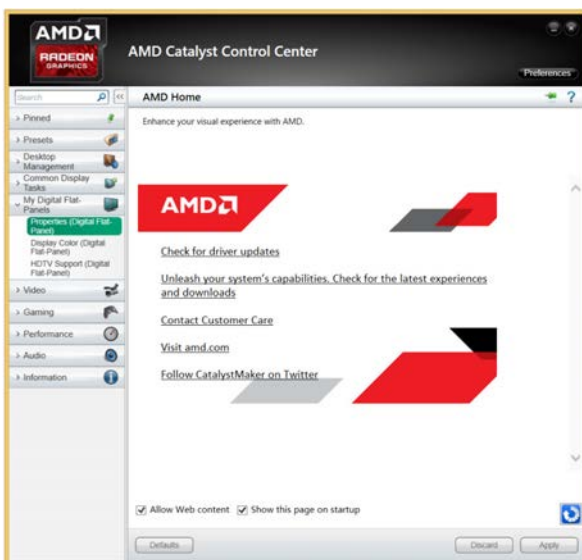 AMD
RADEON
GRAPHICS
AMD Catalyst Control Center
Preferences
Search
AMD Home
Pinned
Presets
Desktop
Management
Common Display
Tasks
My Digital Flat-
Panels
Properties (Digital Flat-
Panel)
Display Color (Digital
Flat-Panel)
HDTV Support (Digital
Flat-Panel)
Video
Gaming
Performance
Audio
Information
Enhance your visual experience with AMD.
AMD
Check for driver updates
Unleash your system's capabilities. Check for the latest experiences
and downloads
Contact Customer Care
Visit amd.com
Follow CatalystMaker on Twitter
Allow Web content Show this page on startup
Defaults Discard Apply